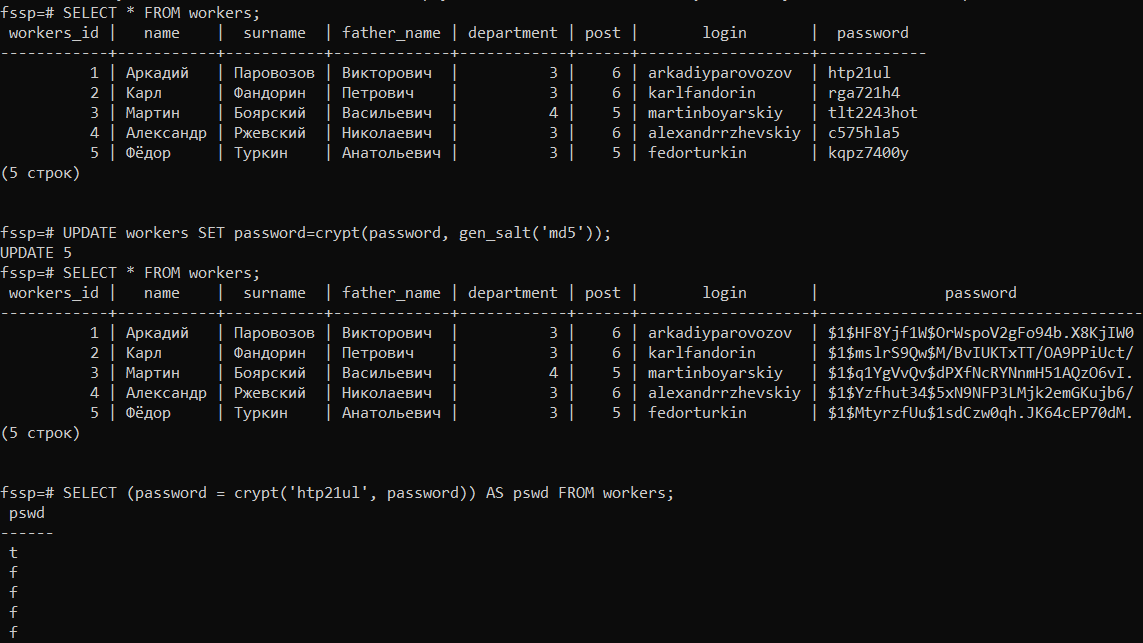 fssp=# SELECT * FROM workers;
 workers_id |   name    |  surname  | father_name | department | post |      login       |  password
------------+-----------+-----------+-------------+------------+------+------------------+------------
          1 | Аркадий   | Паровозов | Викторович  |          3 |    6 | arkadiyparovozov | htp21ul
          2 | Карл      | Фандорин  | Петрович    |          3 |    6 | karlfandorin     | rga721h4
          3 | Мартин    | Боярский  | Васильевич  |          4 |    5 | martinboyarskiy  | tlt2243hot
          4 | Александр | Ржевский  | Николаевич  |          3 |    6 | alexandrrzhevskiy | c575hla5
          5 | Фёдор     | Туркин    | Анатольевич |          3 |    5 | fedorturkin      | kqpz7400y
(5 строк)
fssp=# UPDATE workers SET password=crypt(password, gen_salt('md5'));
UPDATE 5
fssp=# SELECT * FROM workers;
 workers_id |   name    |  surname  | father_name | department | post |      login       |              password
------------+-----------+-----------+-------------+------------+------+------------------+------------------------------------
          1 | Аркадий   | Паровозов | Викторович  |          3 |    6 | arkadiyparovozov | $1$HF8Yjf1W$OrWspoV2gFo94b.X8KjIW0
          2 | Карл      | Фандорин  | Петрович    |          3 |    6 | karlfandorin     | $1$mslrS9Qw$M/BvIUKTxTT/OA9PPiUct/
          3 | Мартин    | Боярский  | Васильевич  |          4 |    5 | martinboyarskiy  | $1$q1YgVvQv$dPXfNcRYNnmH51AQzO6vI.
          4 | Александр | Ржевский  | Николаевич  |          3 |    6 | alexandrrzhevskiy | $1$Yzfhut34$5xN9NFP3LMjk2emGKujb6/
          5 | Фёдор     | Туркин    | Анатольевич |          3 |    5 | fedorturkin      | $1$MtyrzfUu$1sdCzw0qh.JK64cEP70dM.
(5 строк)
fssp=# SELECT (password = crypt('htp21ul', password)) AS pswd FROM workers;
 pswd
------
 t
 f
 f
 f
 f